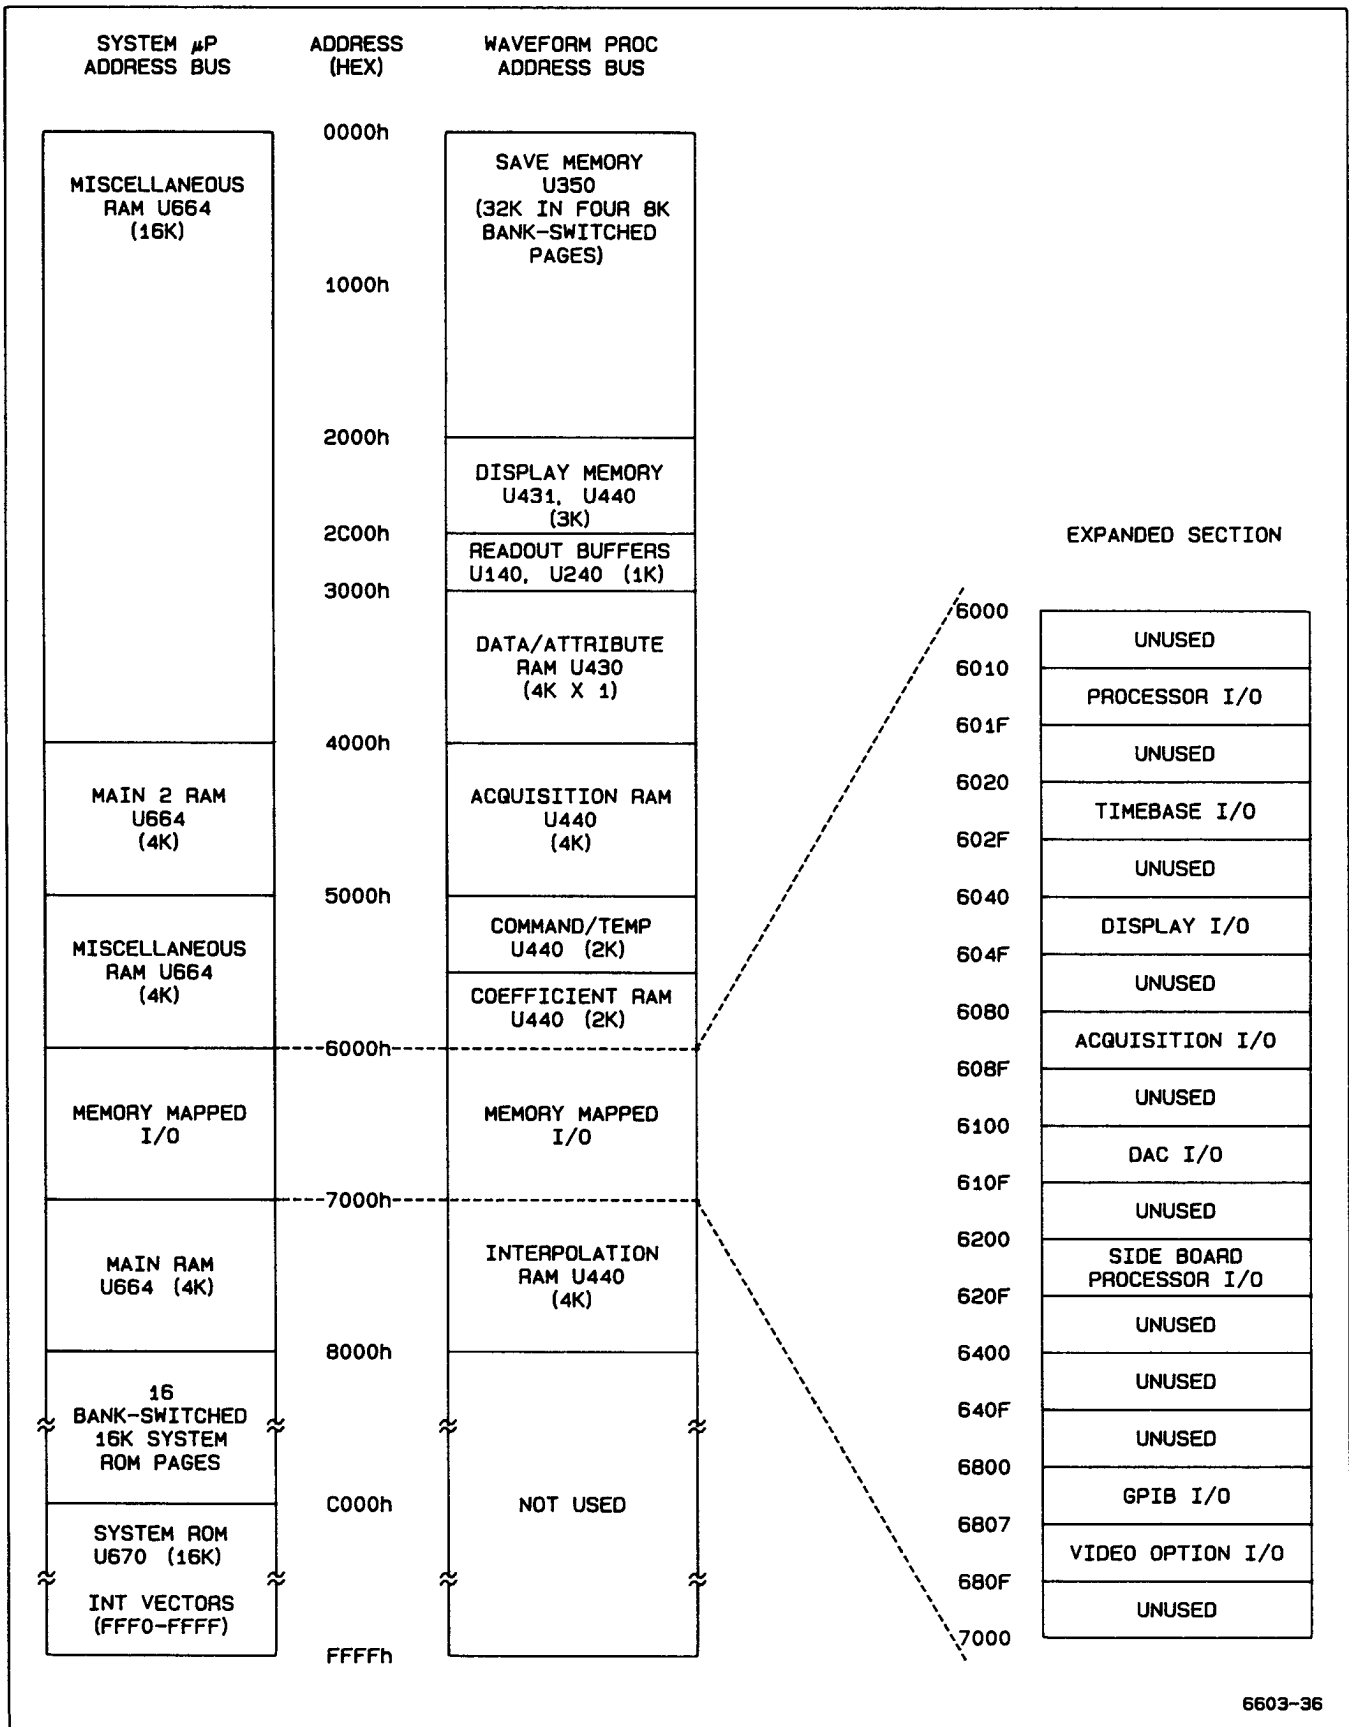 SYSTEM µP
ADDRESS BUS
ADDRESS
(HEX)
WAVEFORM PROC
ADDRESS BUS
0000h
MISCELLANEOUS
RAM U664
(16K)
SAVE MEMORY
U350
(32K IN FOUR 8K
BANK-SWITCHED
PAGES)
1000h
2000h
DISPLAY MEMORY
U431, U440
(3K)
2C00h
READOUT BUFFERS
U140, U240 (1K)
3000h
DATA/ATTRIBUTE
RAM U430
(4K X 1)
4000h
MAIN 2 RAM
U664
(4K)
ACQUISITION RAM
U440
(4K)
5000h
MISCELLANEOUS
RAM U664
(4K)
COMMAND/TEMP
U440 (2K)
COEFFICIENT RAM
U440 (2K)
6000h
MEMORY MAPPED
I/O
MEMORY MAPPED
I/O
7000h
MAIN RAM
U664 (4K)
INTERPOLATION
RAM U440
(4K)
8000h
16
BANK-SWITCHED
16K SYSTEM
ROM PAGES
C000h
NOT USED
SYSTEM ROM
U670 (16K)
INT VECTORS
(FFF0-FFFF)
FFFFh
EXPANDED SECTION
6000
UNUSED
6010
PROCESSOR I/O
601F
UNUSED
6020
TIMEBASE I/O
602F
UNUSED
6040
DISPLAY I/O
604F
UNUSED
6080
ACQUISITION I/O
608F
UNUSED
6100
DAC I/O
610F
UNUSED
6200
SIDE BOARD
PROCESSOR I/O
620F
UNUSED
6400
UNUSED
640F
UNUSED
6800
GPIB I/O
6807
VIDEO OPTION I/O
680F
UNUSED
7000
6603-36